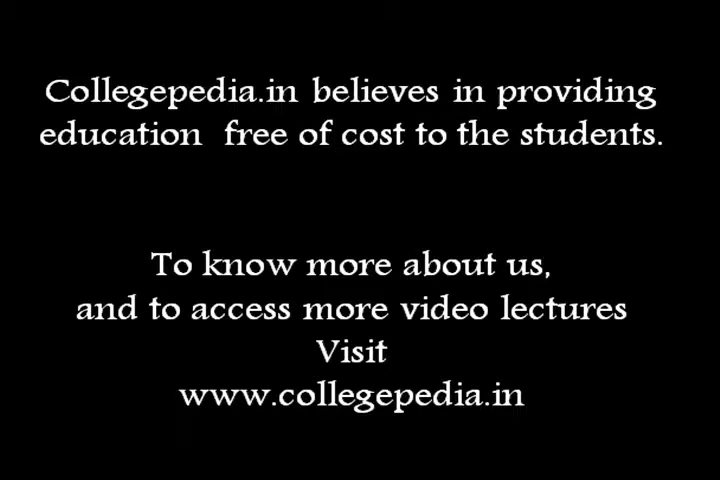 Collegepedia.in believes in providing
education free of cost to the students.
To know more about us,
and to access more video lectures
Visit
www.collegepedia.in